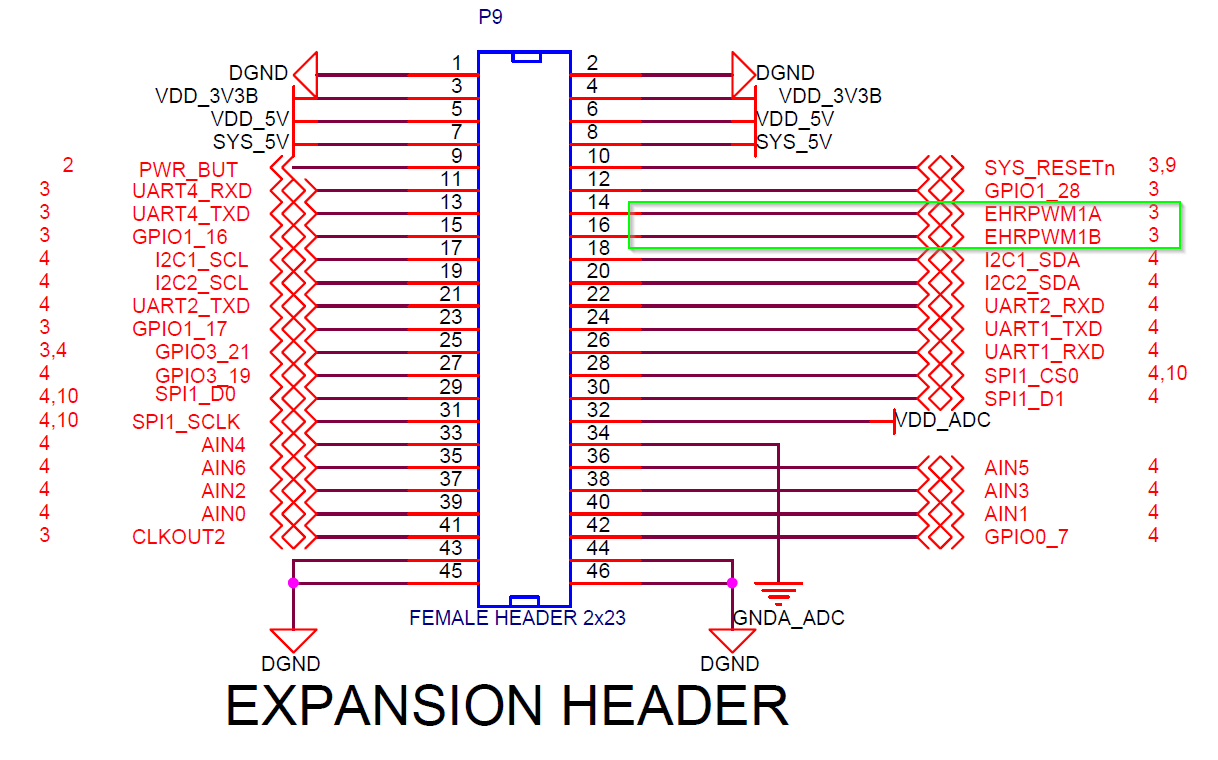 P9
1 2
DGND DGND
3 4
VDD_3V3B VDD_3V3B
5 6
VDD_5V VDD_5V
7 8
SYS_5V SYS_5V
9 10
2 PWR_BUT SYS_RESETn 3,9
11 12
3 UART4_RXD GPIO1_28 3
13 14
3 UART4_TXD EHRPWM1A 3
15 16
3 GPIO1_16 EHRPWM1B 3
17 18
4 I2C1_SCL I2C1_SDA 4
19 20
4 I2C2_SCL I2C2_SDA 4
21 22
4 UART2_TXD UART2_RXD 4
23 24
3 GPIO1_17 UART1_TXD 4
25 26
3,4 GPIO3_21 UART1_RXD 4
27 28
4 GPIO3_19 SPI1_CS0 4,10
29 30
4,10 SPI1_D0 SPI1_D1 4
31 32
4,10 SPI1_SCLK VDD_ADC
33 34
4 AIN4
35 36
4 AIN6 AIN5 4
37 38
4 AIN2 AIN3 4
39 40
4 AIN0 AIN1 4
41 42
3 CLKOUT2 GPIO0_7 4
43 44
45 46
FEMALE HEADER 2x23 GNDA_ADC
DGND DGND
EXPANSION HEADER